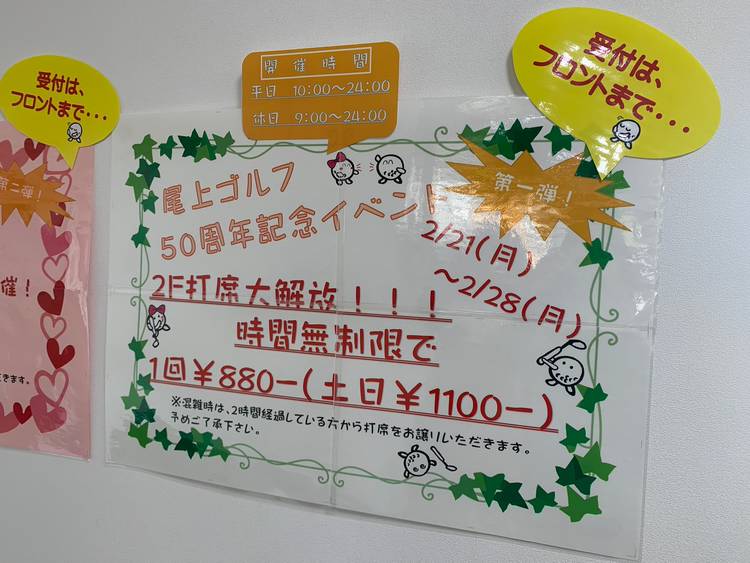 受付は、
フロントまで・・・
第二弾！
催！
きます。
開催時間
平日 10:00～24:00
休日 9:00～24:00
受付は、
フロントまで・・・
尾上ゴルフ
50周年記念イベント
第一弾！
2/21(月)
～2/28(月)
2F打席大解放！！！
時間無制限で
1回￥880－(土日￥1100－)
※混雑時は、2時間経過している方から打席をお譲りいただきます。
予めご了承下さい。